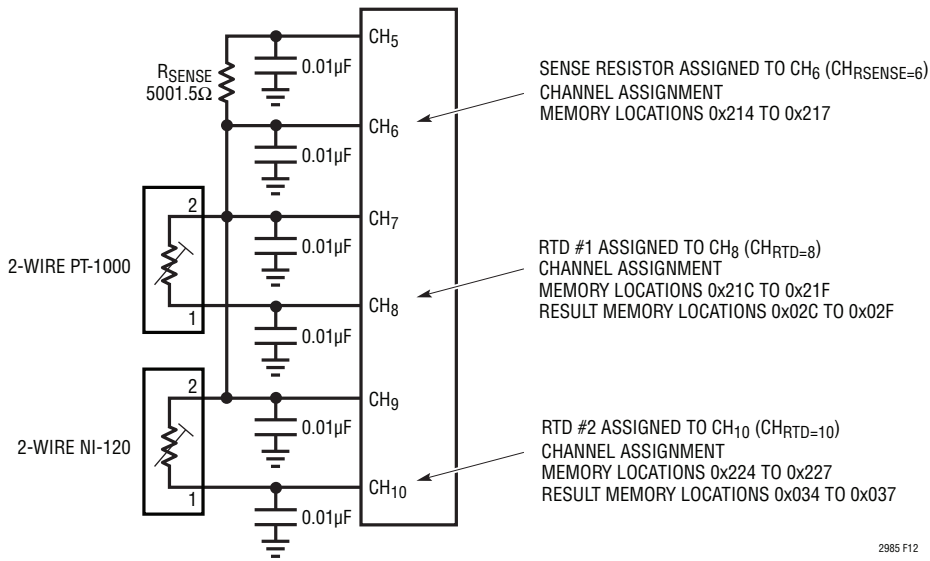 CH5
RSENSE
5001.5Ω
0.01µF
CH6
0.01µF
SENSE RESISTOR ASSIGNED TO CH6 (CHRSENSE=6)
CHANNEL ASSIGNMENT
MEMORY LOCATIONS 0x214 TO 0x217
2-WIRE PT-1000
2
1
CH7
0.01µF
CH8
0.01µF
RTD #1 ASSIGNED TO CH8 (CHRTD=8)
CHANNEL ASSIGNMENT
MEMORY LOCATIONS 0x21C TO 0x21F
RESULT MEMORY LOCATIONS 0x02C TO 0x02F
2-WIRE NI-120
2
1
CH9
0.01µF
CH10
0.01µF
RTD #2 ASSIGNED TO CH10 (CHRTD=10)
CHANNEL ASSIGNMENT
MEMORY LOCATIONS 0x224 TO 0x227
RESULT MEMORY LOCATIONS 0x034 TO 0x037
2985 F12